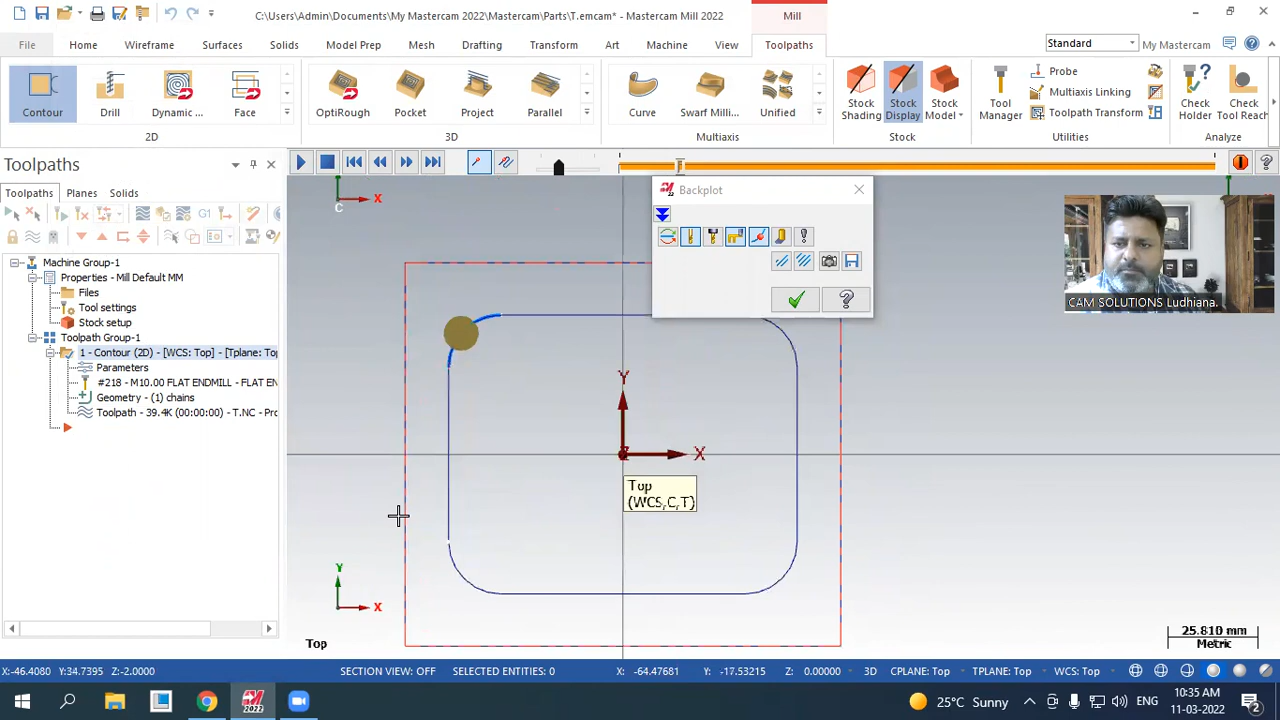 C:\Users\Admin\Documents\My Mastercam 2022\Mastercam\Parts\T.emcam* - Mastercam Mill 2022
Mill
File
Home
Wireframe
Surfaces
Solids
Model Prep
Mesh
Drafting
Transform
Art
Machine
View
Toolpaths
Standard
My Mastercam
Contour
Drill
Dynamic ...
Face
OptiRough
Pocket
Project
Parallel
Curve
Swarf Milli...
Unified
Stock Shading
Stock Display
Stock Model
Tool Manager
Probe
Multiaxis Linking
Toolpath Transform
Check Holder
Check Tool Reach
2D
3D
Multiaxis
Stock
Utilities
Analyze
Toolpaths
Toolpaths
Planes
Solids
G1
Machine Group-1
Properties - Mill Default MM
Files
Tool settings
Stock setup
Toolpath Group-1
1 - Contour (2D) - [WCS: Top] - [Tplane: Top
Parameters
#218 - M10.00 FLAT ENDMILL - FLAT EN
Geometry - (1) chains
Toolpath - 39.4K (00:00:00) - T.NC - Pro
X
C
Backplot
CAM SOLUTIONS Ludhiana.
Y
X
Top
(WCS,C,T)
Y
X
Top
25.810 mm
Metric
X:-46.4080 Y:34.7395 Z:-2.0000
SECTION VIEW: OFF
SELECTED ENTITIES: 0
X: -64.47681
Y: -17.53215
Z: 0.00000
3D
CPLANE: Top
TPLANE: Top
WCS: Top
2022
25°C Sunny
ENG
10:35 AM
11-03-2022
2